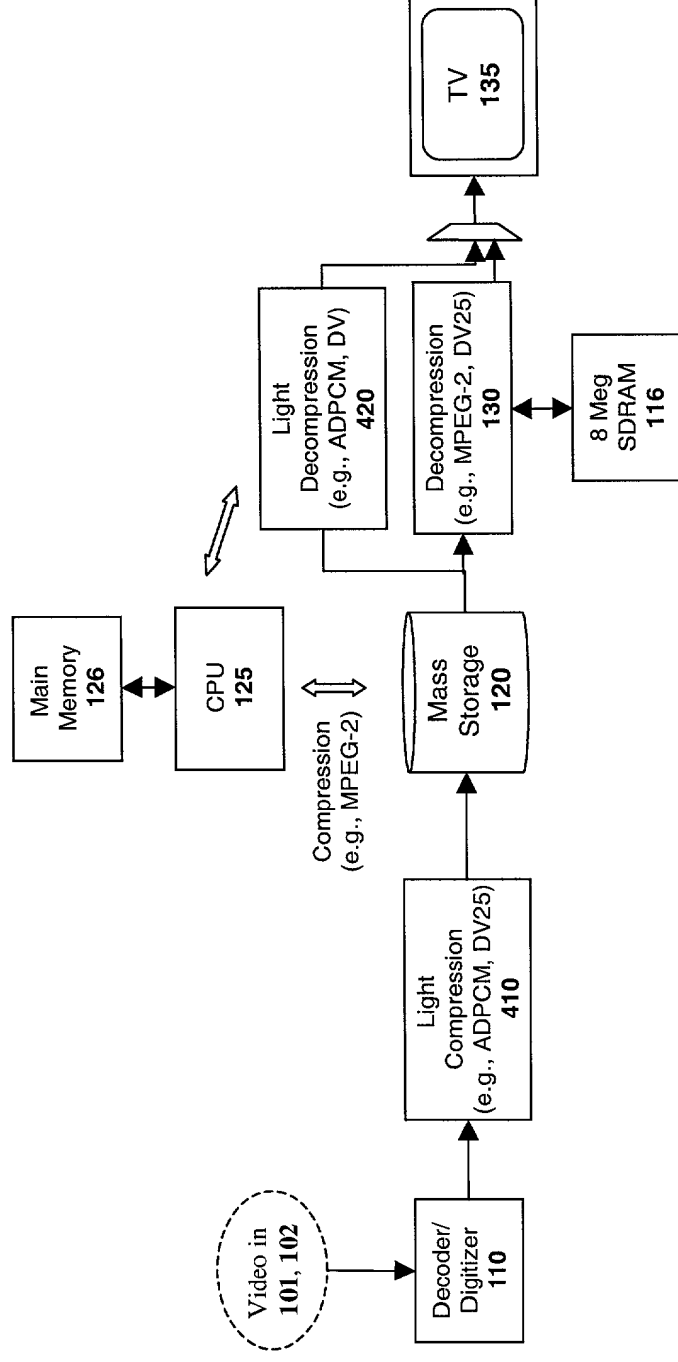 Video in
101, 102
Decoder/
Digitizer
110
Light
Compression
(e.g., ADPCM, DV25)
410
Main
Memory
126
CPU
125
Compression
(e.g., MPEG-2)
Mass
Storage
120
Light
Decompression
(e.g., ADPCM, DV)
420
Decompression
(e.g., MPEG-2, DV25)
130
8 Meg
SDRAM
116
TV
135